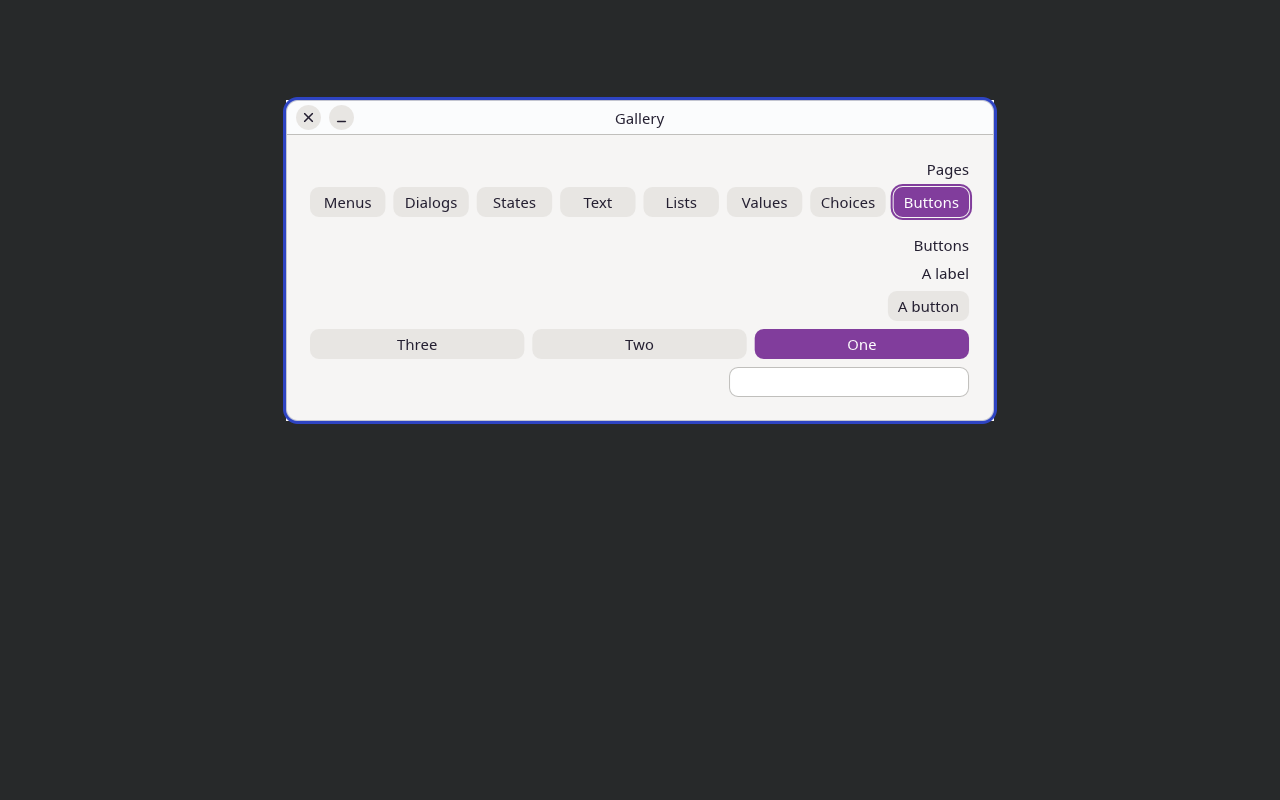 Gallery
Pages
Menus Dialogs States Text Lists Values Choices Buttons
Buttons
A label
A button
Three Two One